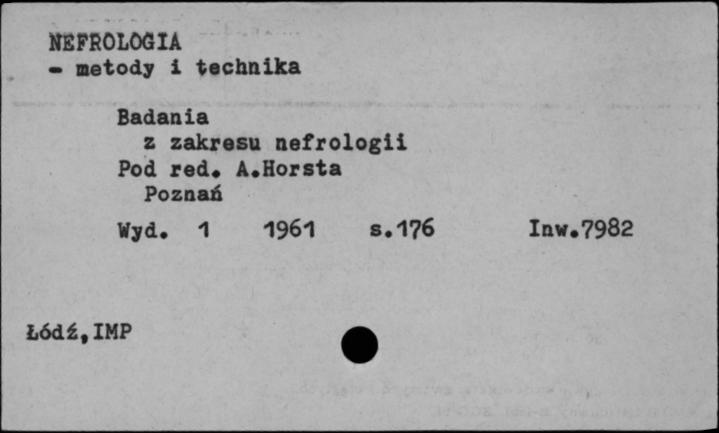 NEFROLOGIA
- metody i technika
Badania
z zakresu nefrologii
Pod red. A.Horsta
Poznań
Wyd. 1 1961 s.176 Inw.7982
Łódź,IMP